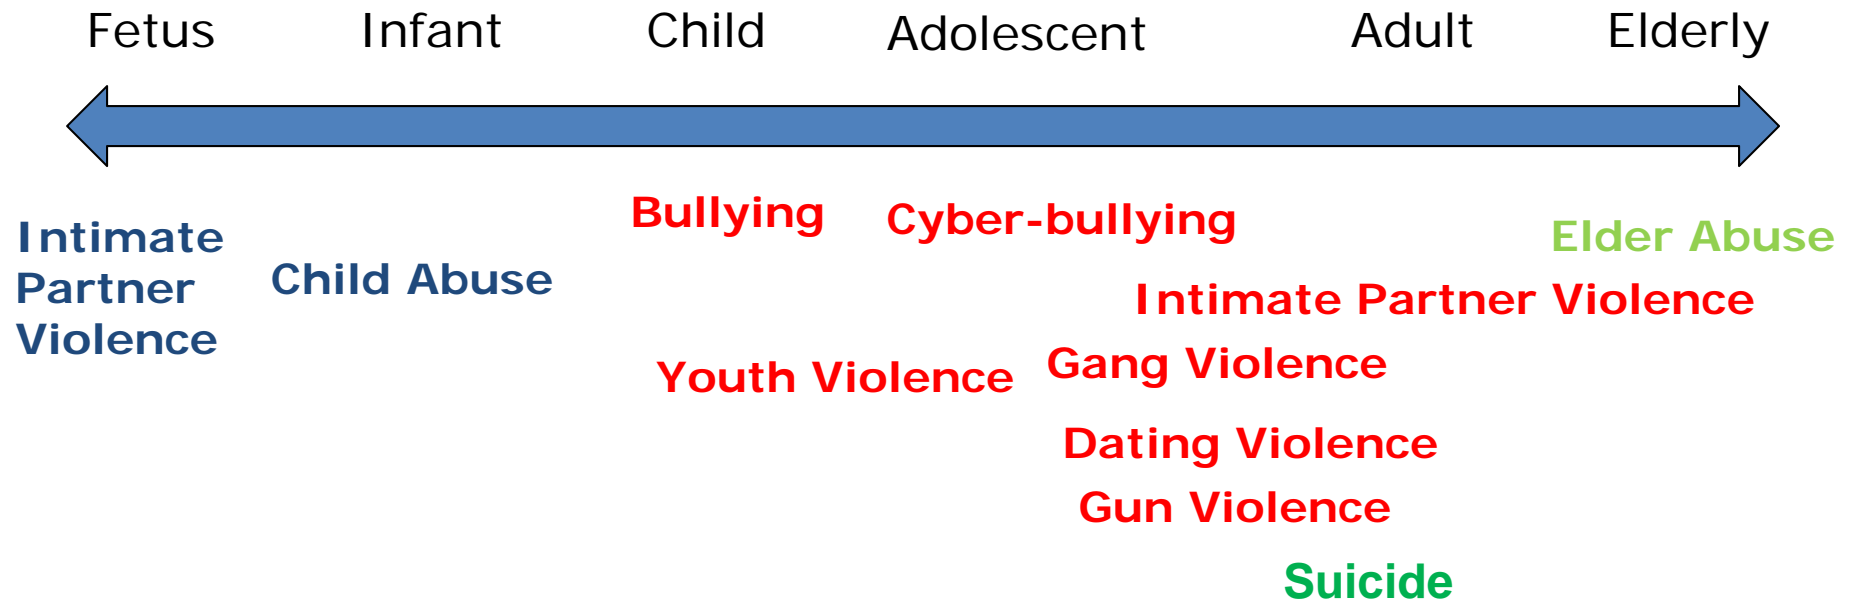 Fetus Infant Child Adolescent Adult Elderly
Bullying Cyber-bullying
Intimate
Partner
Violence
Child Abuse
Elder Abuse
Intimate Partner Violence
Youth Violence Gang Violence
Dating Violence
Gun Violence
Suicide